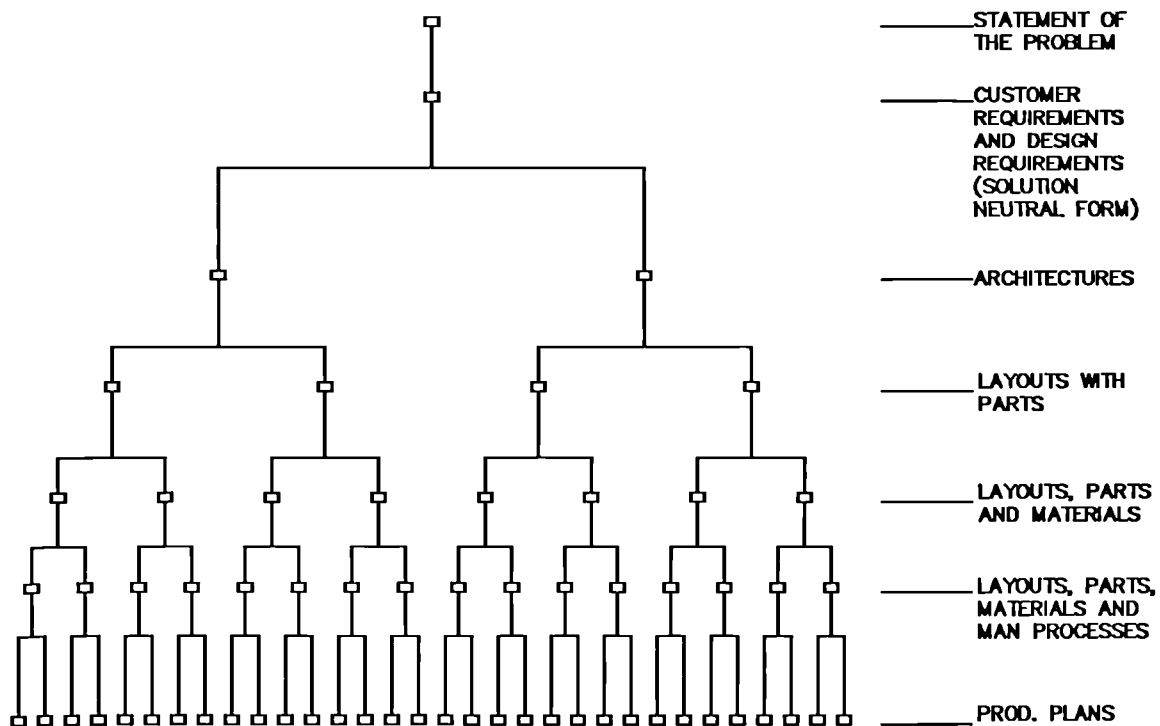 STATEMENT OF
THE PROBLEM
CUSTOMER
REQUIREMENTS
AND DESIGN
REQUIREMENTS
(SOLUTION
NEUTRAL FORM)
ARCHITECTURES
LAYOUTS WITH
PARTS
LAYOUTS, PARTS
AND MATERIALS
LAYOUTS, PARTS,
MATERIALS AND
MAN PROCESSES
PROD. PLANS